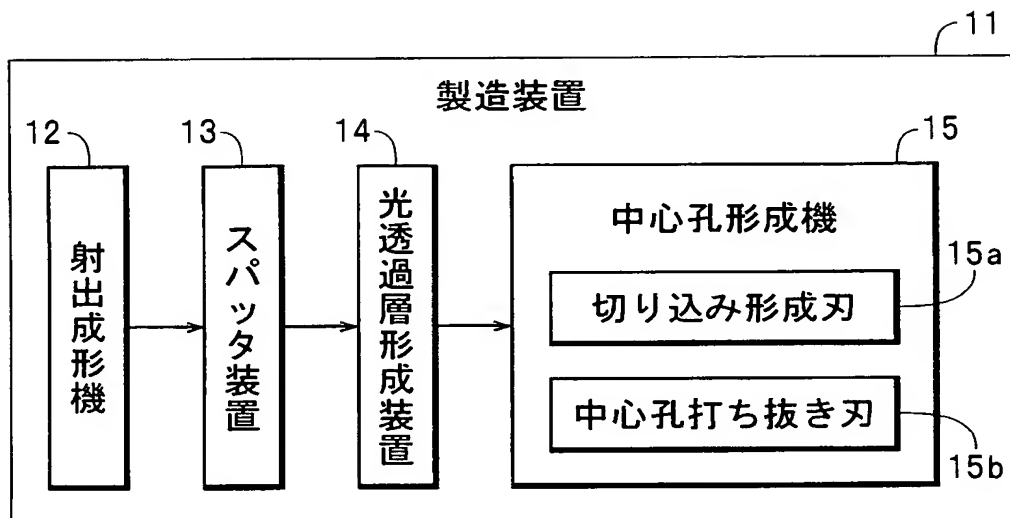 11
製造装置
12
13
14
15
射出成形機
スパッタ装置
光透過層形成装置
中心孔形成機
15a
切り込み形成刃
中心孔打ち抜き刃
15b